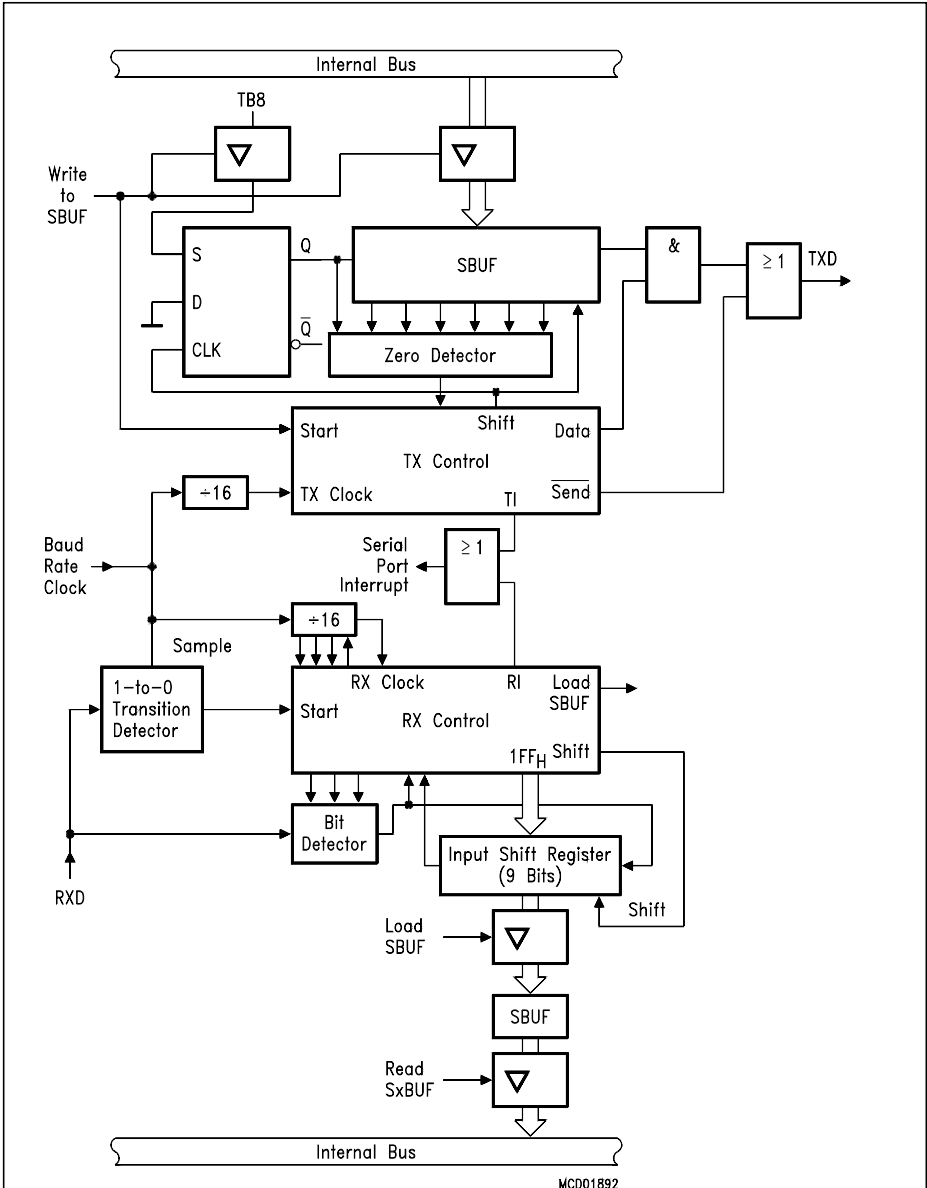 Internal Bus
TB8
Write
to
SBUF
S
D
CLK
Q
Q̅
SBUF
&
≥1
TXD
Zero Detector
Shift
Start
Data
TX Control
TX Clock
TI
S̅e̅n̅d̅
÷16
Baud
Rate
Clock
Serial
Port
Interrupt
≥1
÷16
Sample
1-to-0
Transition
Detector
RX Clock
RI
Load
SBUF
Start
RX Control
1FFH
Shift
Bit
Detector
Input Shift Register
(9 Bits)
RXD
Shift
Load
SBUF
SBUF
Read
SxBUF
Internal Bus
MCD01892